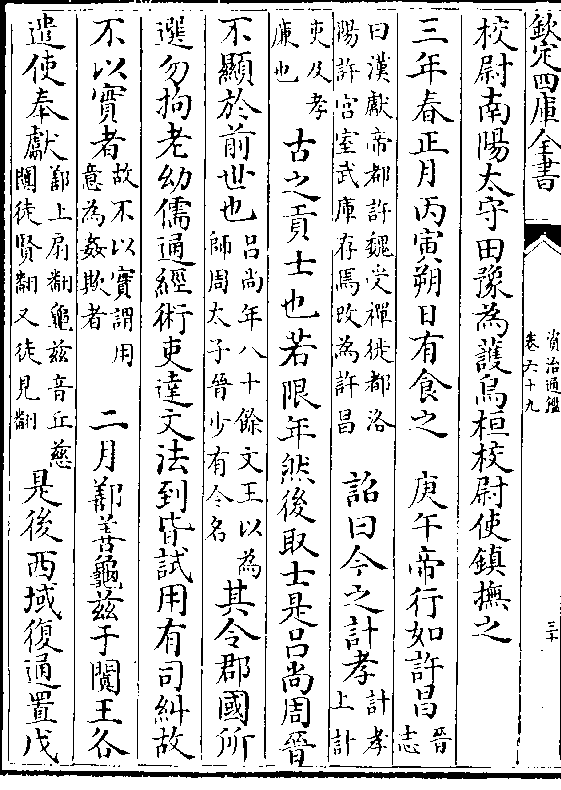 欽定四庫全書
資治通鑑
卷六十九
三十
校尉南陽太守田豫為護烏桓校尉使鎮撫之
三年春正月丙寅朔日有食之 庚午帝行如許昌晉志
曰漢獻帝都許魏受禪徙都洛
陽許宫室武庫存焉改為許昌 詔曰今之計孝計孝上計
吏及孝
廉也 古之貢士也若限年然後取士是吕尚周晉
不顯於前世也吕尚年八十餘文王以為
師周太子晉少有令名 其令郡國所
選勿拘老幼儒通經術吏達文法到皆試用有司糾故
不以實者故不以實謂用
意為姦欺者 二月鄯善龜兹于闐王各
遣使奉獻鄯上扇翻龜兹音丘慈
闐徒賢翻又徒見翻 是後西域復通置戊